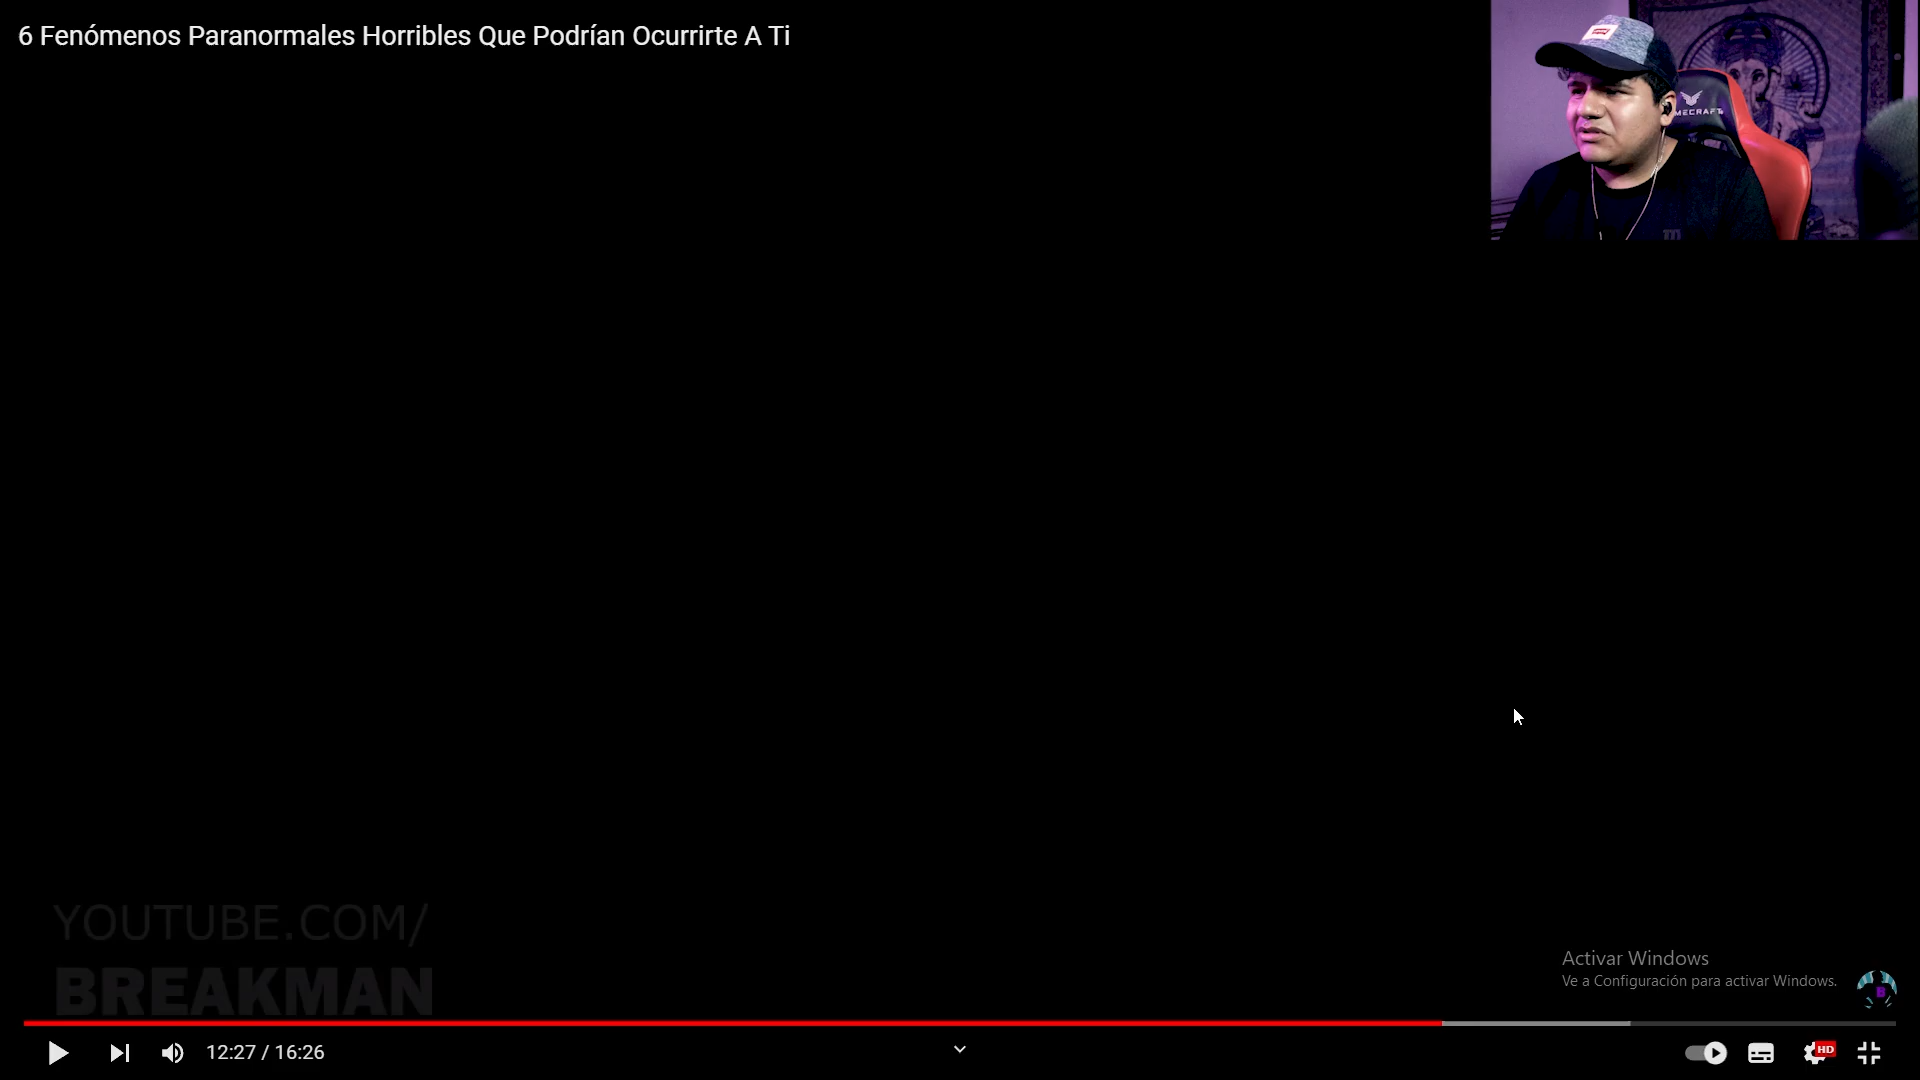 6 Fenómenos Paranormales Horribles Que Podrían Ocurrirte A Ti
MECRAFT
YOUTUBE.COM/
BREAKMAN
Activar Windows
Ve a Configuración para activar Windows.
12:27 / 16:26
HD